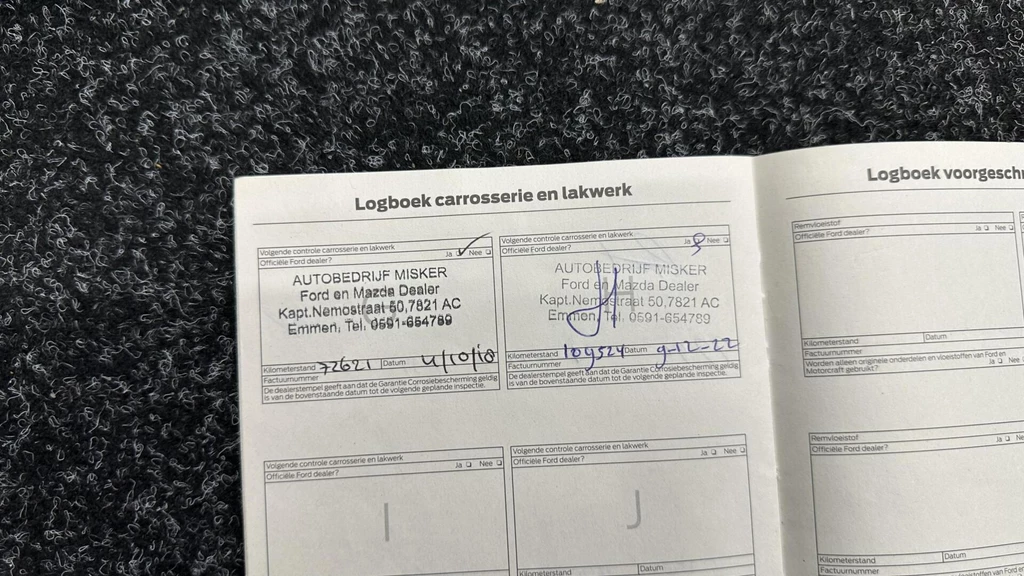 Logboek carrosserie en lakwerk
Volgende controle carrosserie en lakwerk
Officiële Ford dealer? Ja Nee
AUTOBEDRIJF MISKER
Ford en Mazda Dealer
Kapt.Nemostraat 50,7821 AC
Emmen, Tel. 0591-654789
Kilometerstand 72621 Datum 4/10/18
Factuurnummer
De dealerstempel geeft aan dat de Garantie Corrosiebescherming geldig
is van de bovenstaande datum tot de volgende geplande inspectie.
Volgende controle carrosserie en lakwerk
Officiële Ford dealer? Ja Nee
H
AUTOBEDRIJF MISKER
Ford en Mazda Dealer
Kapt.Nemostraat 50,7821 AC
Emmen, Tel. 0591-654789
Kilometerstand 109524 Datum 9-12-22
Factuurnummer
De dealerstempel geeft aan dat de Garantie Corrosiebescherming geldig
is van de bovenstaande datum tot de volgende geplande inspectie.
Volgende controle carrosserie en lakwerk
Officiële Ford dealer? Ja Nee
I
Volgende controle carrosserie en lakwerk
Officiële Ford dealer? Ja Nee
J
Kilometerstand Datum
Logboek voorgeschr
Remvloeistof
Officiële Ford dealer? Ja Nee
Kilometerstand Datum
Factuurnummer
Worden alleen originele onderdelen en vloeistoffen van Ford en
Motorcraft gebruikt? Ja Ne
Remvloeistof
Officiële Ford dealer? Ja Ne
Kilometerstand Datum
Factuurnummer